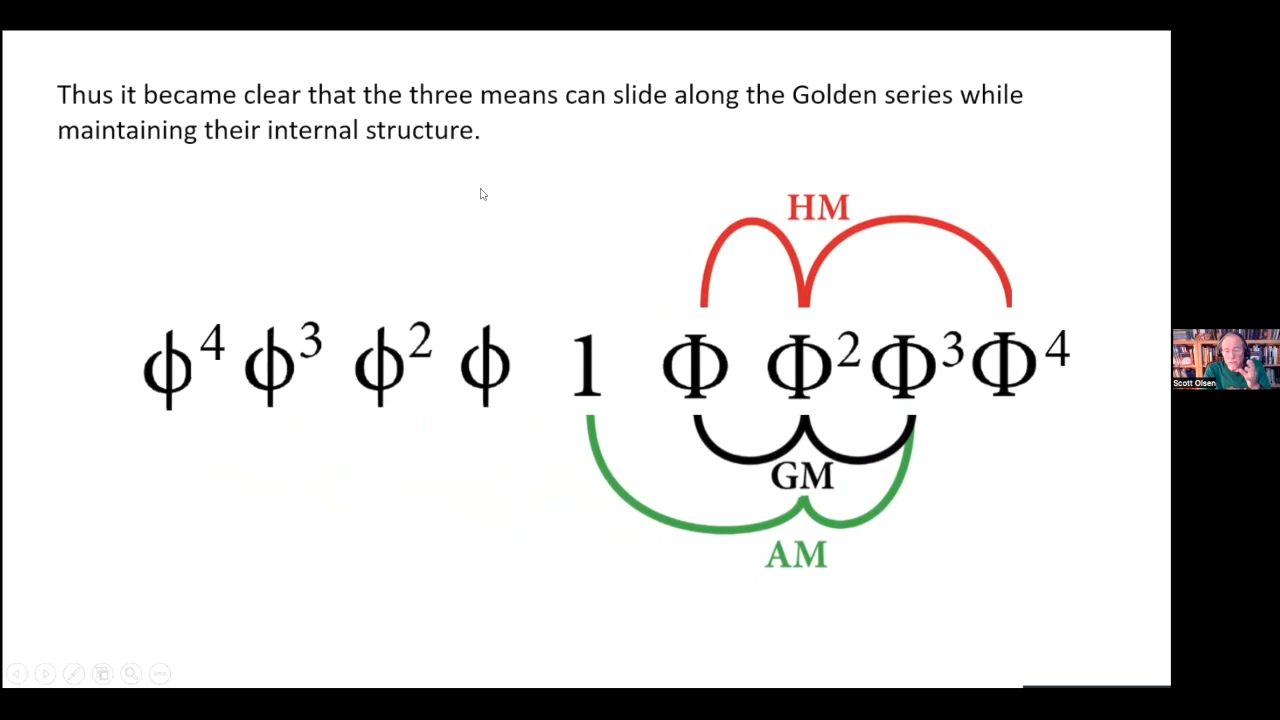 Thus it became clear that the three means can slide along the Golden series while
maintaining their internal structure.
HM
ϕ⁴ ϕ³ ϕ² ϕ 1 Φ Φ² Φ³ Φ⁴
GM
AM
Scott Olsen